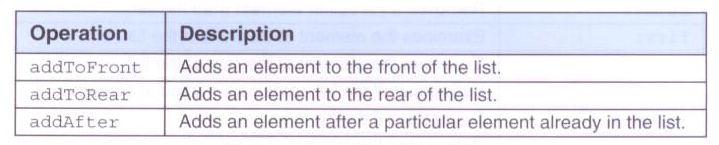 Operation Description
addToFront Adds an element to the front of the list.
addToRear Adds an element to the rear of the list.
addAfter Adds an element after a particular element already in the list.